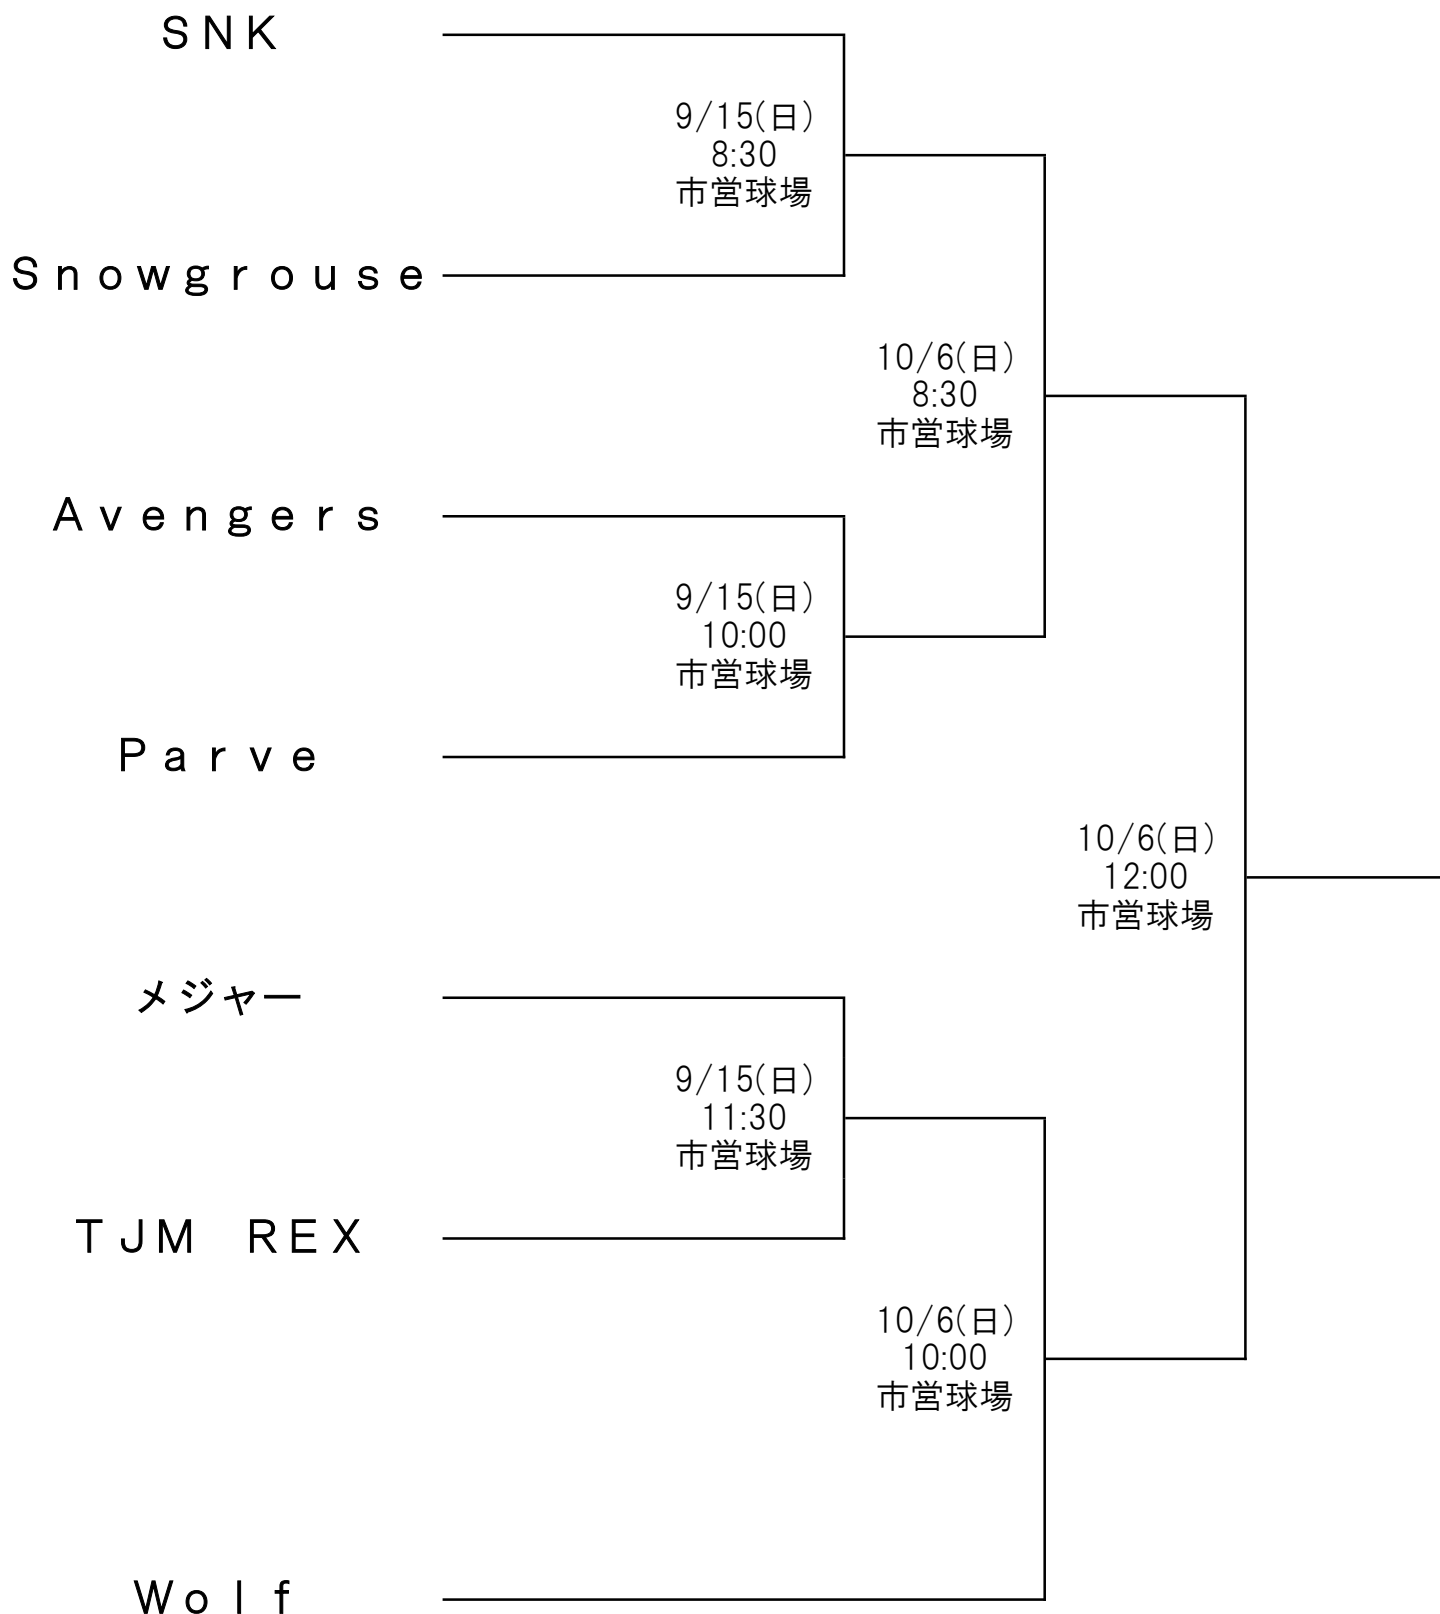 ＳＮＫ
9/15(日)
8:30
市営球場
Ｓｎｏｗｇｒｏｕｓｅ
10/6(日)
8:30
市営球場
Ａｖｅｎｇｅｒｓ
9/15(日)
10:00
市営球場
Ｐａｒｖｅ
10/6(日)
12:00
市営球場
メジャー
9/15(日)
11:30
市営球場
ＴＪＭ　ＲＥＸ
10/6(日)
10:00
市営球場
Ｗｏｌｆ